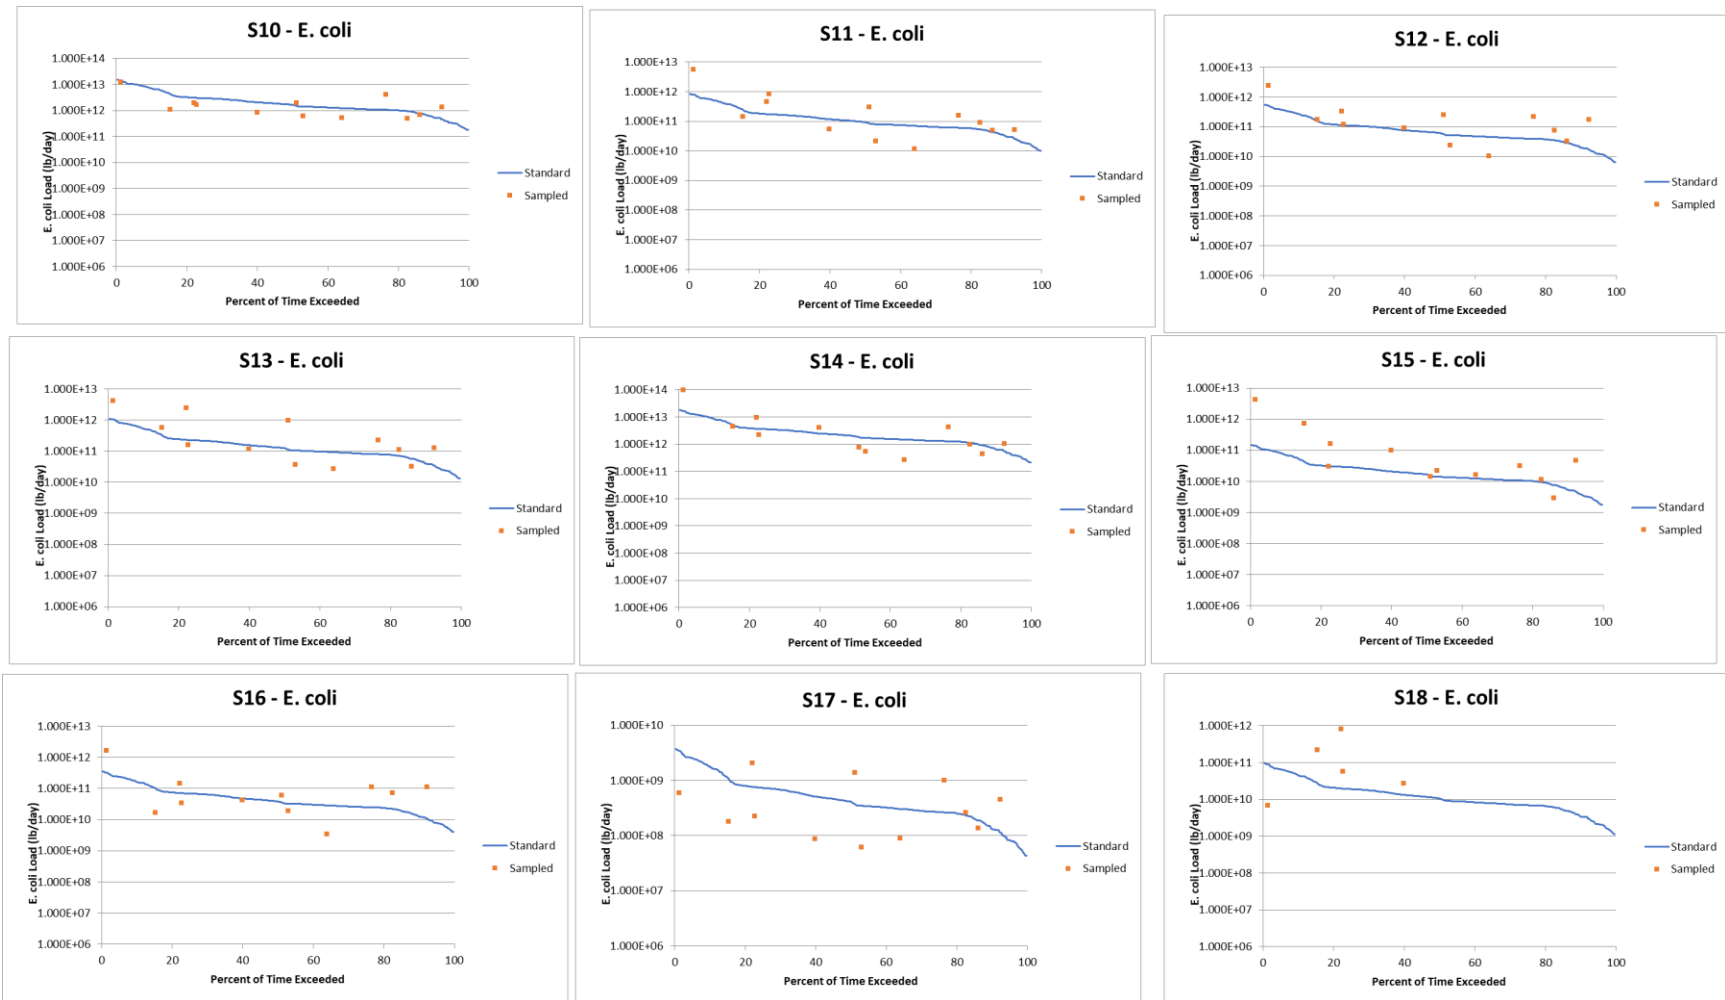 S10 - E. coli
E. coli Load (lb/day)
1.000E+14
1.000E+13
1.000E+12
1.000E+11
1.000E+10
1.000E+09
1.000E+08
1.000E+07
1.000E+06
0 20 40 60 80 100
Percent of Time Exceeded
Standard
Sampled
S11 - E. coli
E. coli Load (lb/day)
1.000E+13
1.000E+12
1.000E+11
1.000E+10
1.000E+09
1.000E+08
1.000E+07
1.000E+06
0 20 40 60 80 100
Percent of Time Exceeded
Standard
Sampled
S12 - E. coli
E. coli Load (lb/day)
1.000E+13
1.000E+12
1.000E+11
1.000E+10
1.000E+09
1.000E+08
1.000E+07
1.000E+06
0 20 40 60 80 100
Percent of Time Exceeded
Standard
Sampled
S13 - E. coli
E. coli Load (lb/day)
1.000E+13
1.000E+12
1.000E+11
1.000E+10
1.000E+09
1.000E+08
1.000E+07
1.000E+06
0 20 40 60 80 100
Percent of Time Exceeded
Standard
Sampled
S14 - E. coli
E. coli Load (lb/day)
1.000E+14
1.000E+13
1.000E+12
1.000E+11
1.000E+10
1.000E+09
1.000E+08
1.000E+07
1.000E+06
0 20 40 60 80 100
Percent of Time Exceeded
Standard
Sampled
S15 - E. coli
E. coli Load (lb/day)
1.000E+13
1.000E+12
1.000E+11
1.000E+10
1.000E+09
1.000E+08
1.000E+07
1.000E+06
0 20 40 60 80 100
Percent of Time Exceeded
Standard
Sampled
S16 - E. coli
E. coli Load (lb/day)
1.000E+13
1.000E+12
1.000E+11
1.000E+10
1.000E+09
1.000E+08
1.000E+07
1.000E+06
0 20 40 60 80 100
Percent of Time Exceeded
Standard
Sampled
S17 - E. coli
E. coli Load (lb/day)
1.000E+10
1.000E+09
1.000E+08
1.000E+07
1.000E+06
0 20 40 60 80 100
Percent of Time Exceeded
Standard
Sampled
S18 - E. coli
E. coli Load (lb/day)
1.000E+12
1.000E+11
1.000E+10
1.000E+09
1.000E+08
1.000E+07
1.000E+06
0 20 40 60 80 100
Percent of Time Exceeded
Standard
Sampled